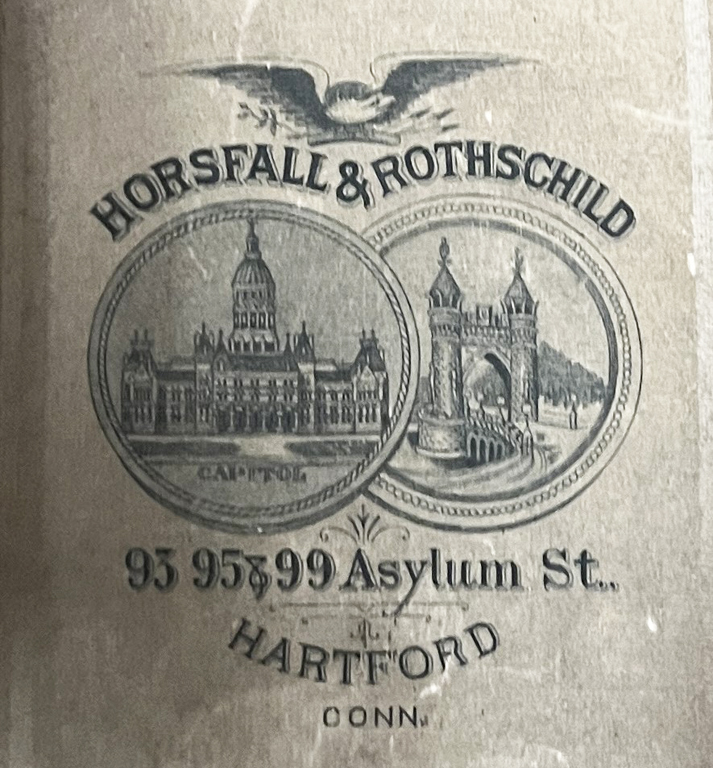 HORSFALL & ROTHSCHILD
CAPITOL
93 95 & 99 Asylum St.
HARTFORD
CONN.